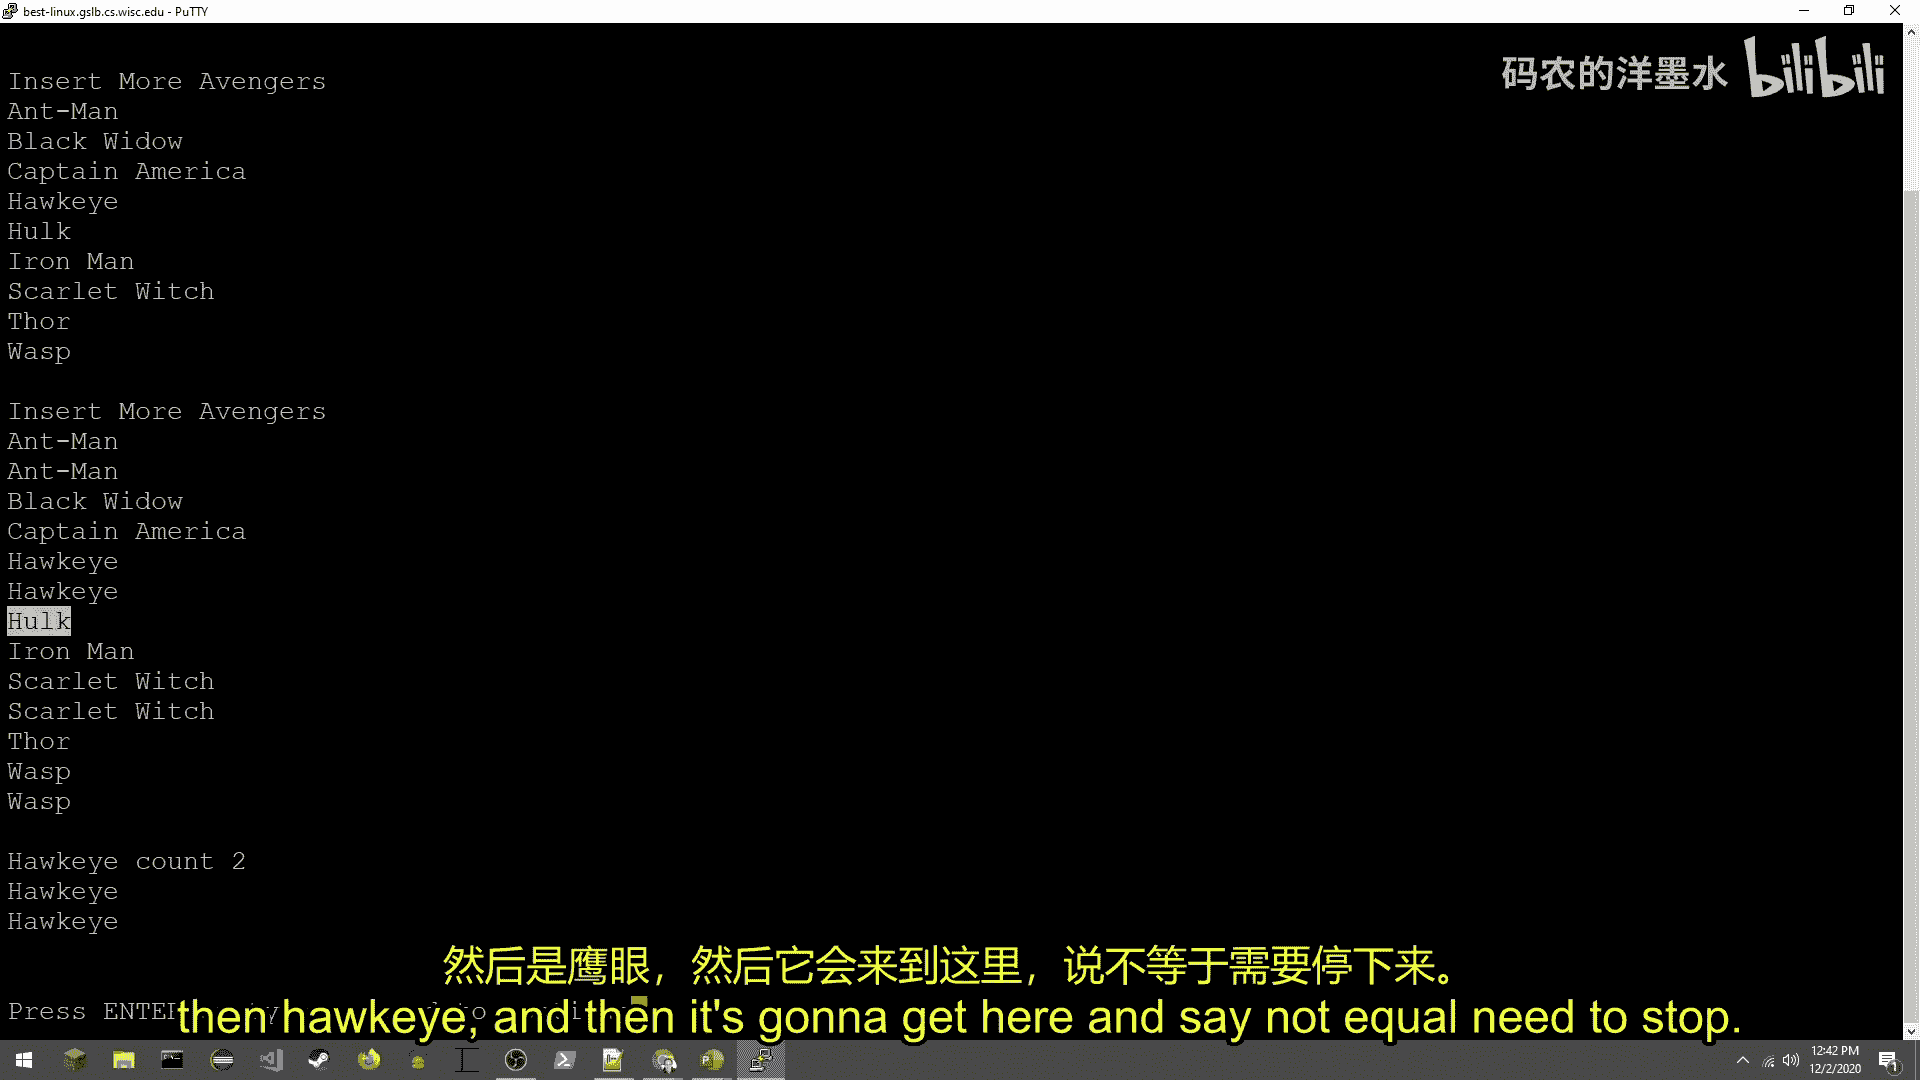 best-linux.gslb.cs.wisc.edu - PuTTY
码农的洋墨水 bilibili
Insert More Avengers
Ant-Man
Black Widow
Captain America
Hawkeye
Hulk
Iron Man
Scarlet Witch
Thor
Wasp
Insert More Avengers
Ant-Man
Ant-Man
Black Widow
Captain America
Hawkeye
Hawkeye
Hulk
Iron Man
Scarlet Witch
Scarlet Witch
Thor
Wasp
Wasp
Hawkeye count 2
Hawkeye
Hawkeye
然后是鹰眼，然后它会来到这里，说不等于需要停下来。
Press
then hawkeye, and then it's gonna get here and say not equal need to stop.
12:42 PM
12/2/2020